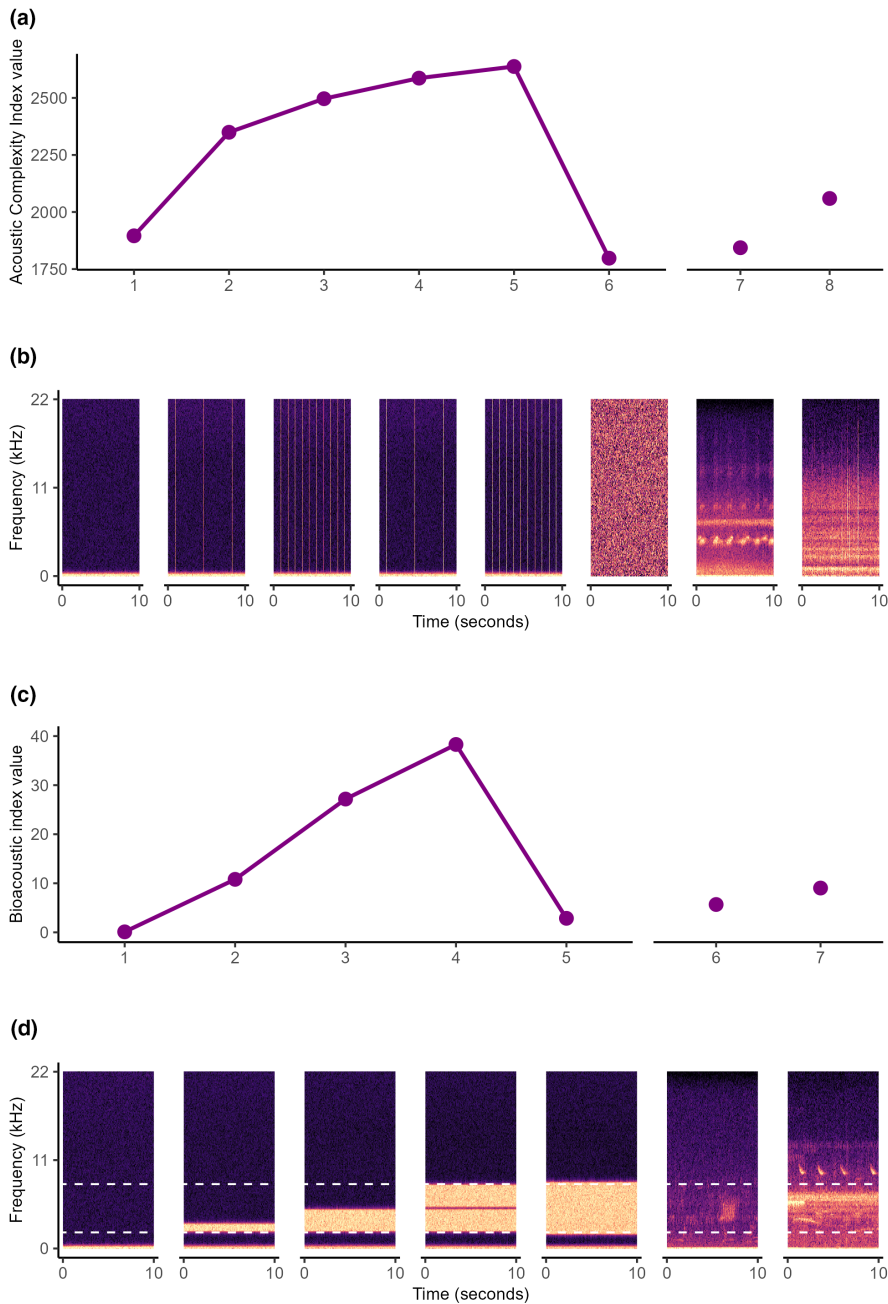 (a)
Acoustic Complexity Index value
2500
2250
2000
1750
1 2 3 4 5 6 7 8
(b)
Frequency (kHz)
22
11
0
0 10 0 10 0 10 0 10 0 10 0 10 0 10 0 10
Time (seconds)
(c)
Bioacoustic index value
40
30
20
10
0
1 2 3 4 5 6 7
(d)
Frequency (kHz)
22
11
0
0 10 0 10 0 10 0 10 0 10 0 10 0 10
Time (seconds)